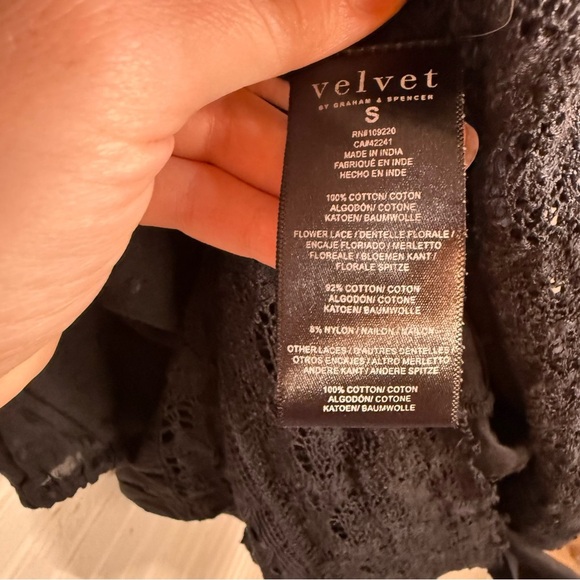 velvet
BY GRAHAM & SPENCER
S
RN#109220
CA#42241
MADE IN INDIA
FABRIQUÉ EN INDE
HECHO EN INDE
100% COTTON/ COTON
ALGODÓN/ COTONE
KATOEN/ BAUMWOLLE
FLOWER LACE / DENTELLE FLORALE /
ENCAJE FLORIADO / MERLETTO
FLOREALE / BLOEMEN KANT /
FLORALE SPITZE
92% COTTON/ COTON
ALGODÓN/ COTONE
KATOEN/ BAUMWOLLE
8% NYLON / NAILON / NAILON
OTHER LACES / D'AUTRES DENTELLES
OTROS ENCAJES / ALTRO MERLETTO
ANDERE KANT / ANDERE SPITZE
100% COTTON/ COTON
ALGODÓN/ COTONE
KATOEN/ BAUMWOLLE